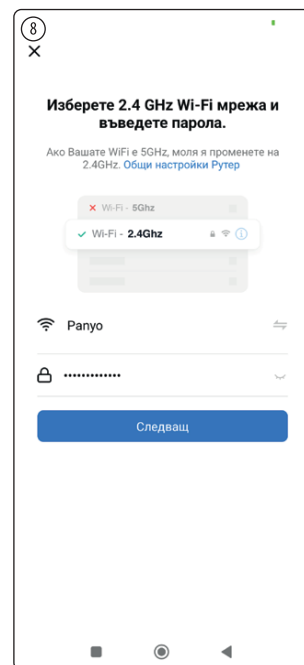 8
Изберете 2.4 GHz Wi-Fi мрежа и
въведете парола.
Ако Вашате WiFi е 5GHz, моля я променете на
2.4GHz. Общи настройки Рутер
Wi-Fi - 5Ghz
Wi-Fi - 2.4Ghz
Panyo
•••••••••••••
Следващ